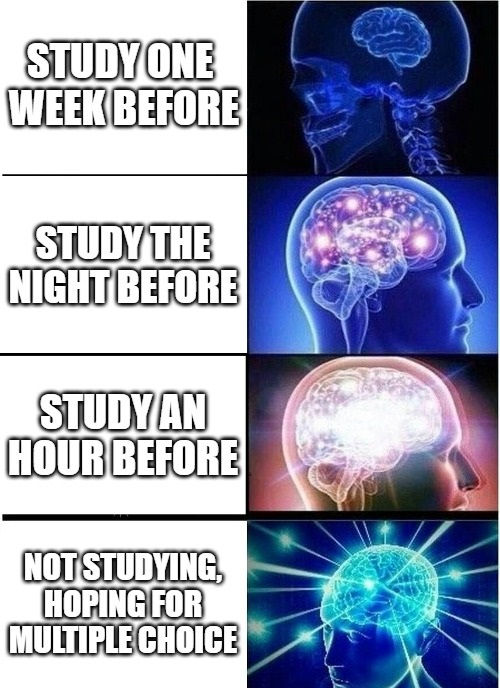 STUDY ONE
WEEK BEFORE
STUDY THE
NIGHT BEFORE
STUDY AN
HOUR BEFORE
NOT STUDYING,
HOPING FOR
MULTIPLE CHOICE